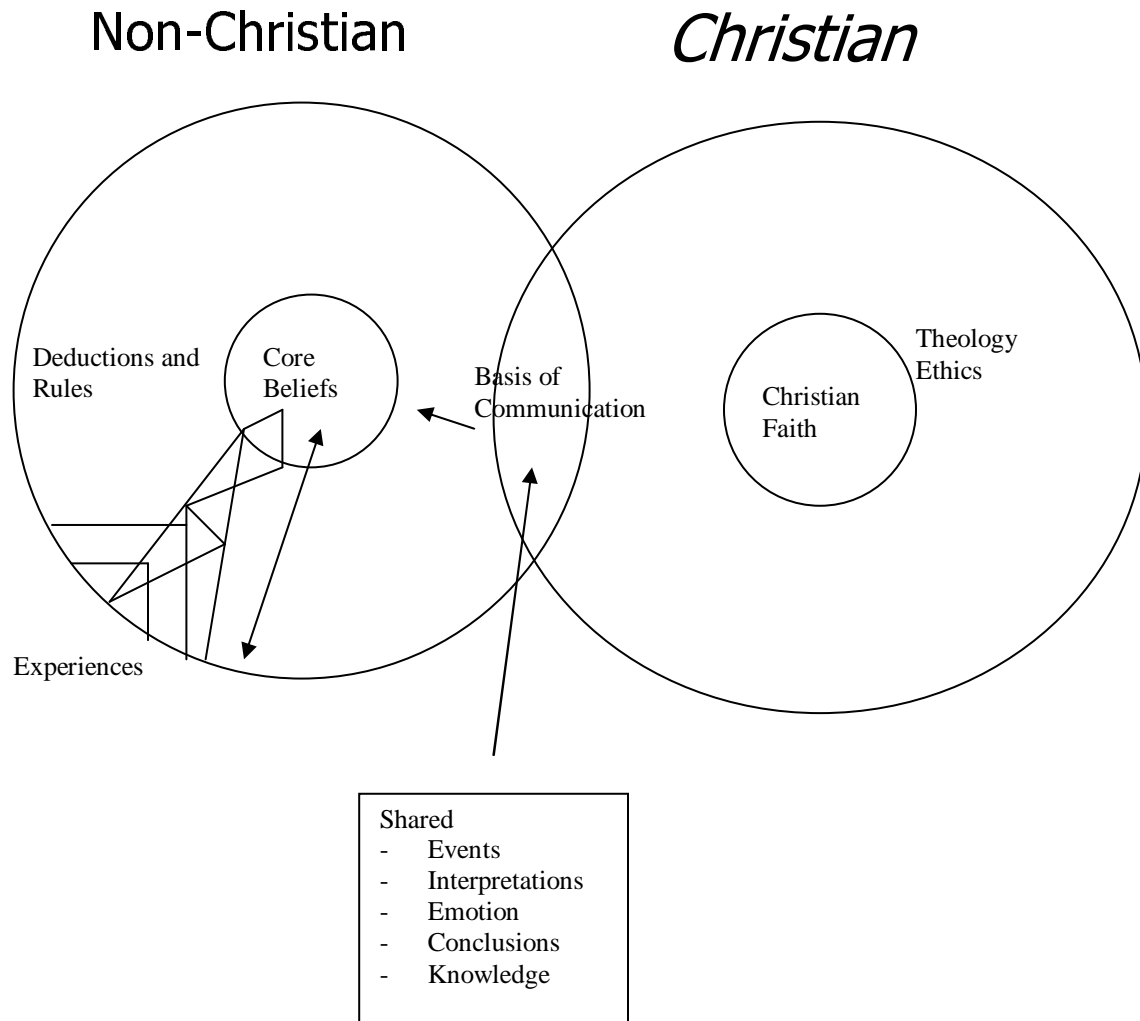 Non-Christian
Christian
Deductions and
Rules
Core
Beliefs
Basis of
Communication
Christian
Faith
Theology
Ethics
Experiences
Shared
- Events
- Interpretations
- Emotion
- Conclusions
- Knowledge